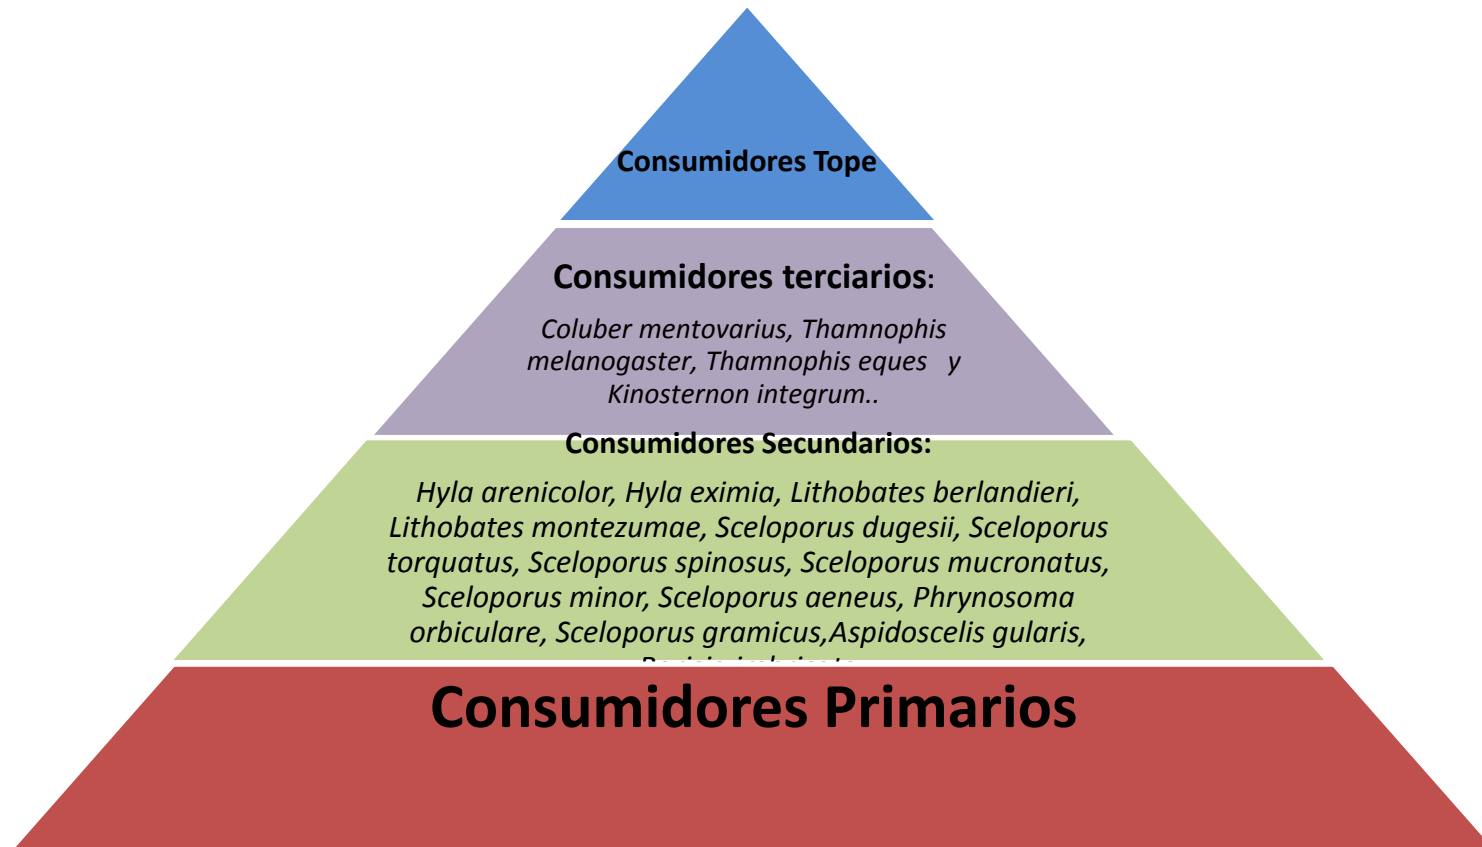 Consumidores Tope
Consumidores terciarios:
Coluber mentovarius, Thamnophis
melanogaster, Thamnophis eques y
Kinosternon integrum..
Consumidores Secundarios:
Hyla arenicolor, Hyla eximia, Lithobates berlandieri,
Lithobates montezumae, Sceloporus dugesii, Sceloporus
torquatus, Sceloporus spinosus, Sceloporus mucronatus,
Sceloporus minor, Sceloporus aeneus, Phrynosoma
orbiculare, Sceloporus gramicus,Aspidoscelis gularis,
Consumidores Primarios